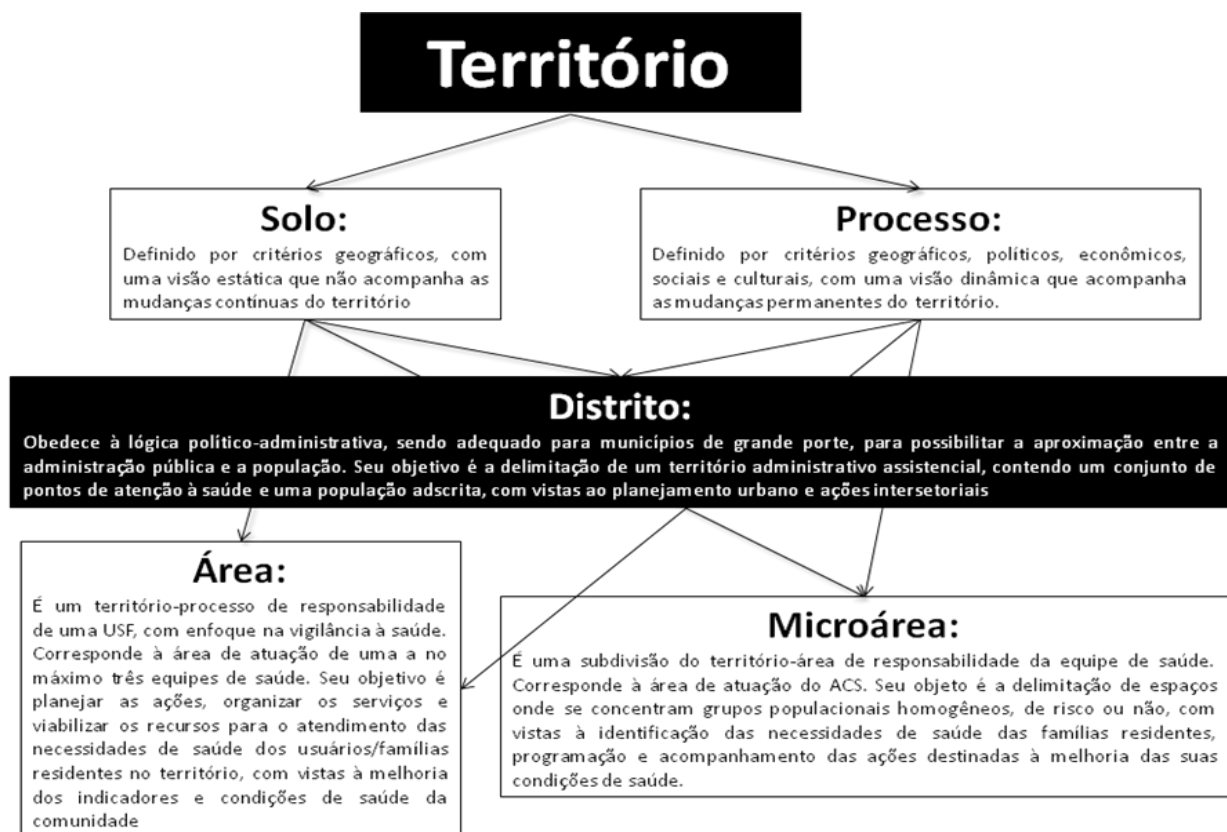 Território
Solo:
Definido por critérios geográficos, com
uma visão estática que não acompanha as
mudanças contínuas do território
Processo:
Definido por critérios geográficos, políticos, econômicos,
sociais e culturais, com uma visão dinâmica que acompanha
as mudanças permanentes do território.
Distrito:
Obedece à lógica político-administrativa, sendo adequado para municípios de grande porte, para possibilitar a aproximação entre a
administração pública e a população. Seu objetivo é a delimitação de um território administrativo assistencial, contendo um conjunto de
pontos de atenção à saúde e uma população adscrita, com vistas ao planejamento urbano e ações intersetoriais
Área:
É um território-processo de responsabilidade
de uma USF, com enfoque na vigilância à saúde.
Corresponde à área de atuação de uma a no
máximo três equipes de saúde. Seu objetivo é
planejar as ações, organizar os serviços e
viabilizar os recursos para o atendimento das
necessidades de saúde dos usuários/famílias
residentes no território, com vistas à melhoria
dos indicadores e condições de saúde da
comunidade
Microárea:
É uma subdivisão do território-área de responsabilidade da equipe de saúde.
Corresponde à área de atuação do ACS. Seu objeto é a delimitação de espaços
onde se concentram grupos populacionais homogêneos, de risco ou não, com
vistas à identificação das necessidades de saúde das famílias residentes,
programação e acompanhamento das ações destinadas à melhoria das suas
condições de saúde.